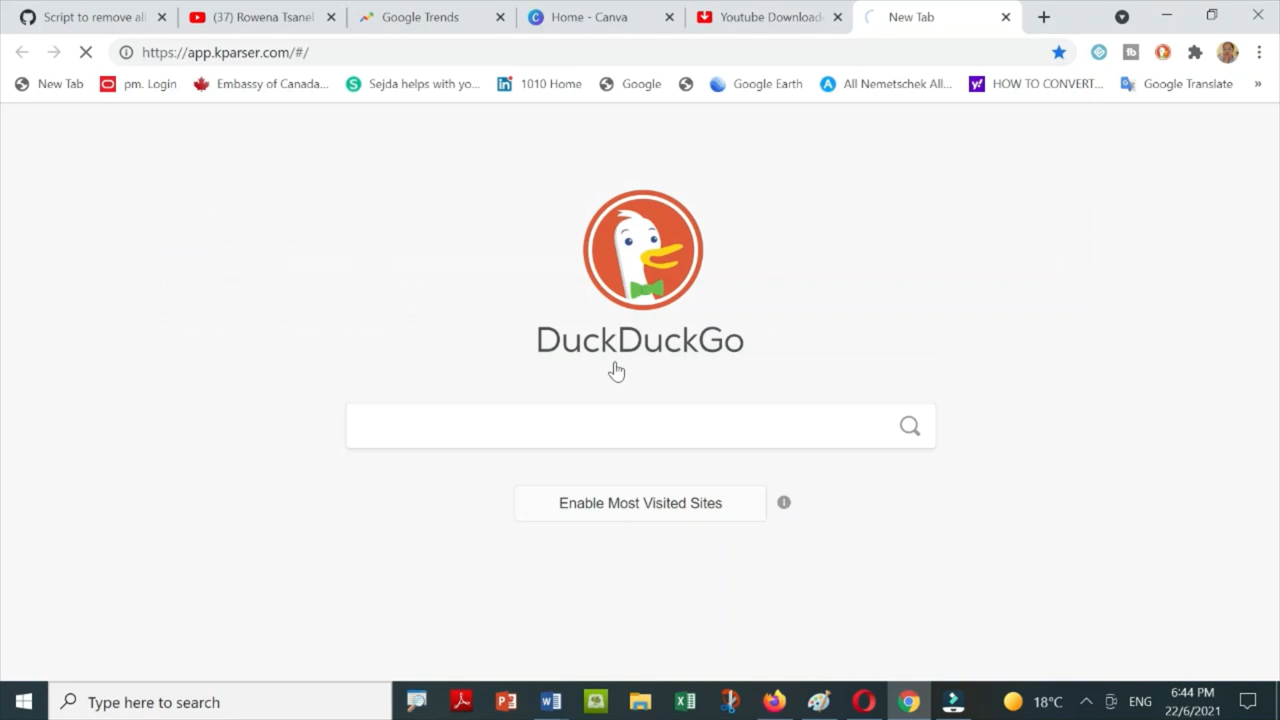 Script to remove all
(37) Rowena Tsanel
Google Trends
Home - Canva
Youtube Download
New Tab
https://app.kparser.com/#/
New Tab
pm. Login
Embassy of Canada...
Sejda helps with yo...
1010 Home
Google
Google Earth
All Nemetschek All...
HOW TO CONVERT...
Google Translate
»
DuckDuckGo
Enable Most Visited Sites
Type here to search
18°C
ENG
6:44 PM
22/6/2021